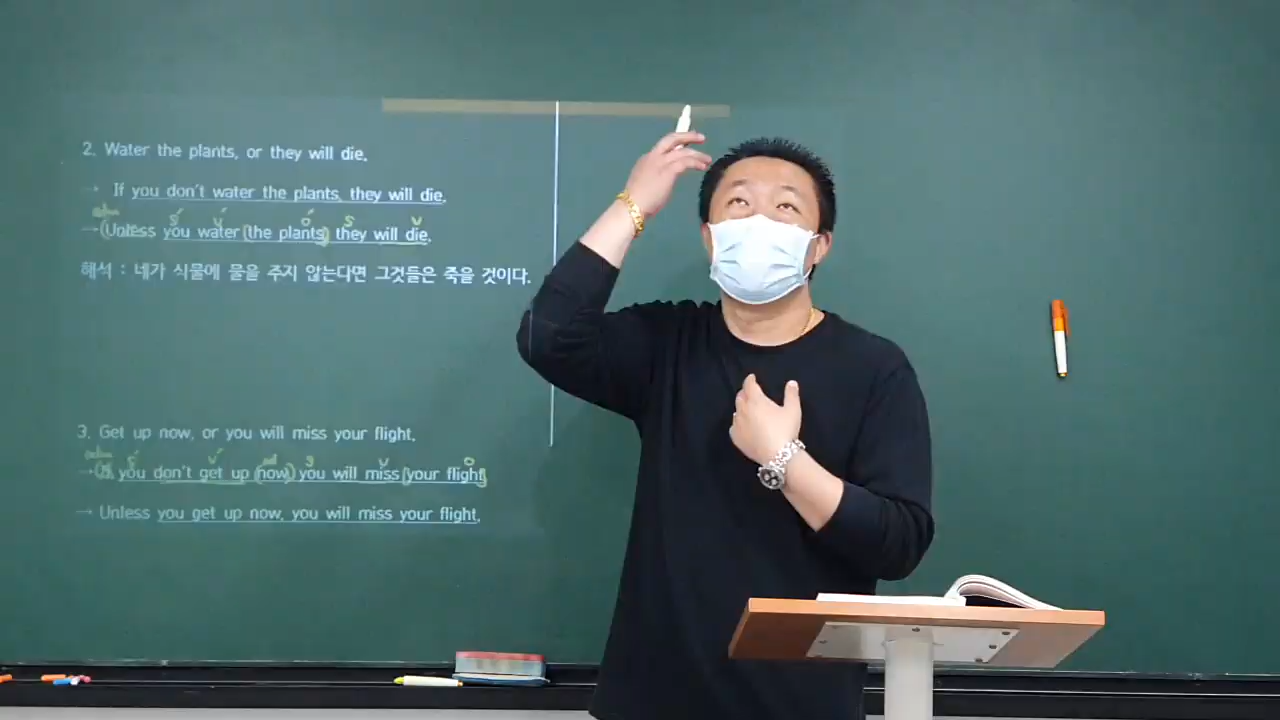 2. Water the plants, or they will die.
→ If you don't water the plants, they will die.
S V O S V
→ (Unless you water (the plants) they will die.
해석 : 네가 식물에 물을 주지 않는다면 그것들은 죽을 것이다.
3. Get up now, or you will miss your flight.
S V S V O
→ (If you don't get up (now)) you will miss (your flight)
→ Unless you get up now, you will miss your flight.